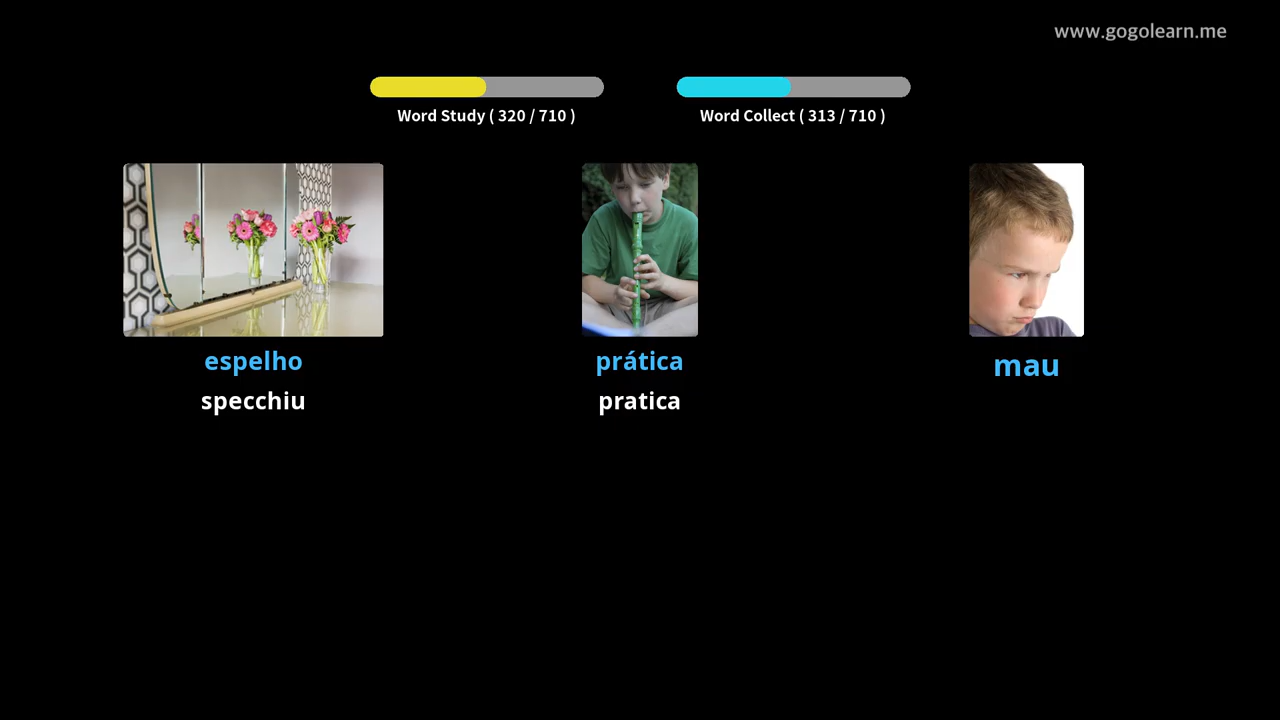 www.gogolearn.me
Word Study ( 320 / 710 )
Word Collect ( 313 / 710 )
espelho
specchiu
prática
pratica
mau